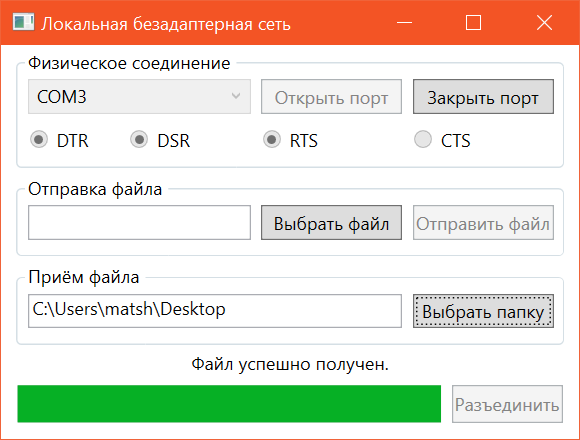 Локальная безадаптерная сеть
Физическое соединение
COM3 Открыть порт Закрыть порт
DTR DSR RTS CTS
Отправка файла
Выбрать файл Отправить файл
Приём файла
C:\Users\matsh\Desktop Выбрать папку
Файл успешно получен.
Разъединить